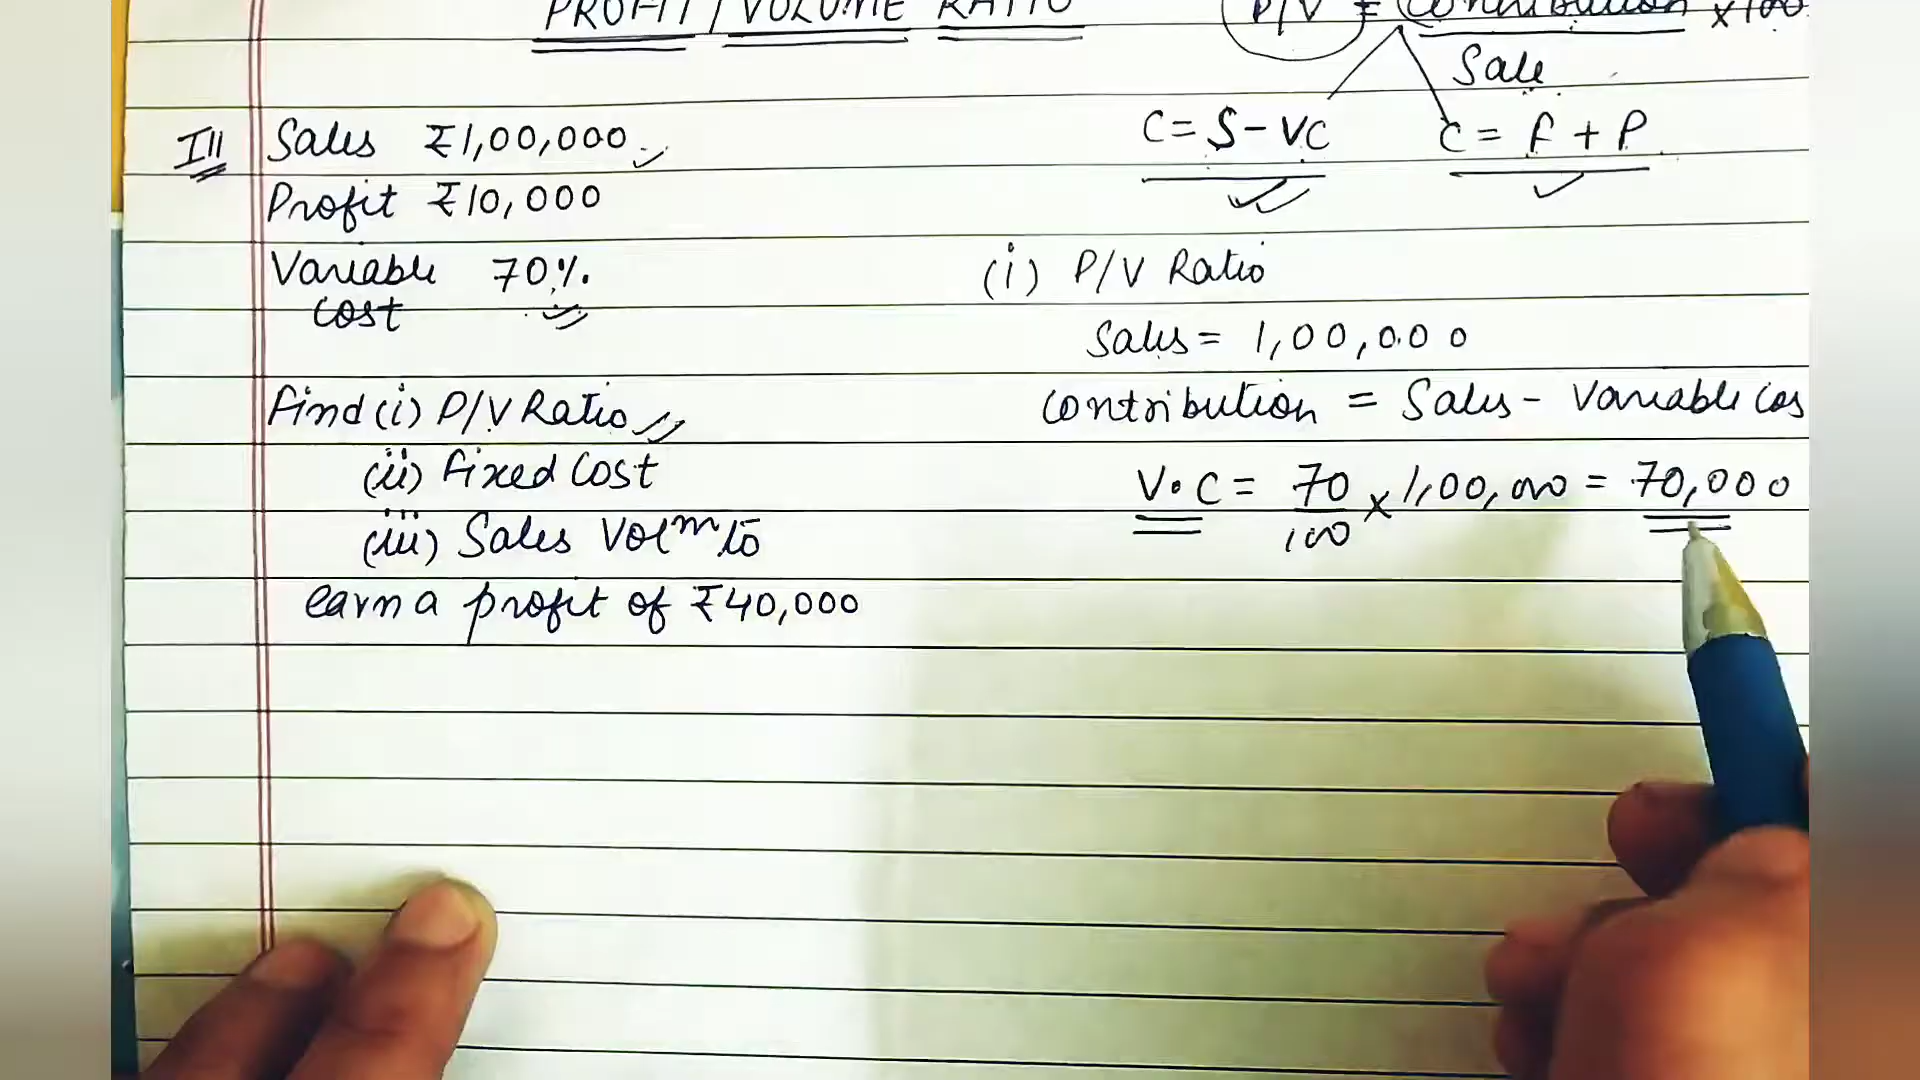 PROFIT/VOLUME RATIO
P/V = Contribution × 100
Sale
C = S - VC
C = F + P
III Sales ₹1,00,000
Profit ₹10,000
Variable 70%.
Cost
Find (i) P/V Ratio
(ii) Fixed Cost
(iii) Sales Volm to
earn a profit of ₹40,000
(i) P/V Ratio
Sales = 1,00,000
Contribution = Sales - Variable Cos
V.C = 70 × 1,00,000 = 70,000
100